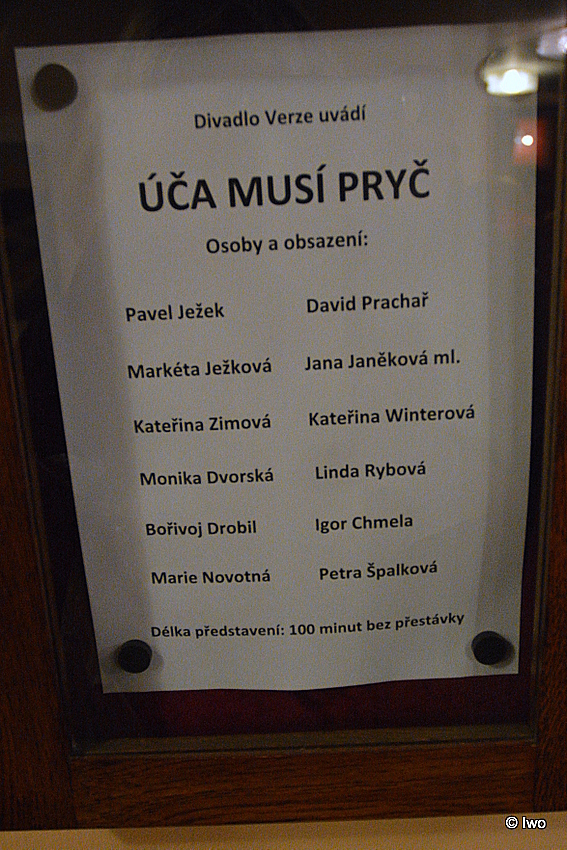 Divadlo Verze uvádí
ÚČA MUSÍ PRYČ
Osoby a obsazení:
Pavel Ježek David Prachař
Markéta Ježková Jana Janěková ml.
Kateřina Zimová Kateřina Winterová
Monika Dvorská Linda Rybová
Bořivoj Drobil Igor Chmela
Marie Novotná Petra Špalková
Délka představení: 100 minut bez přestávky
© Iwo